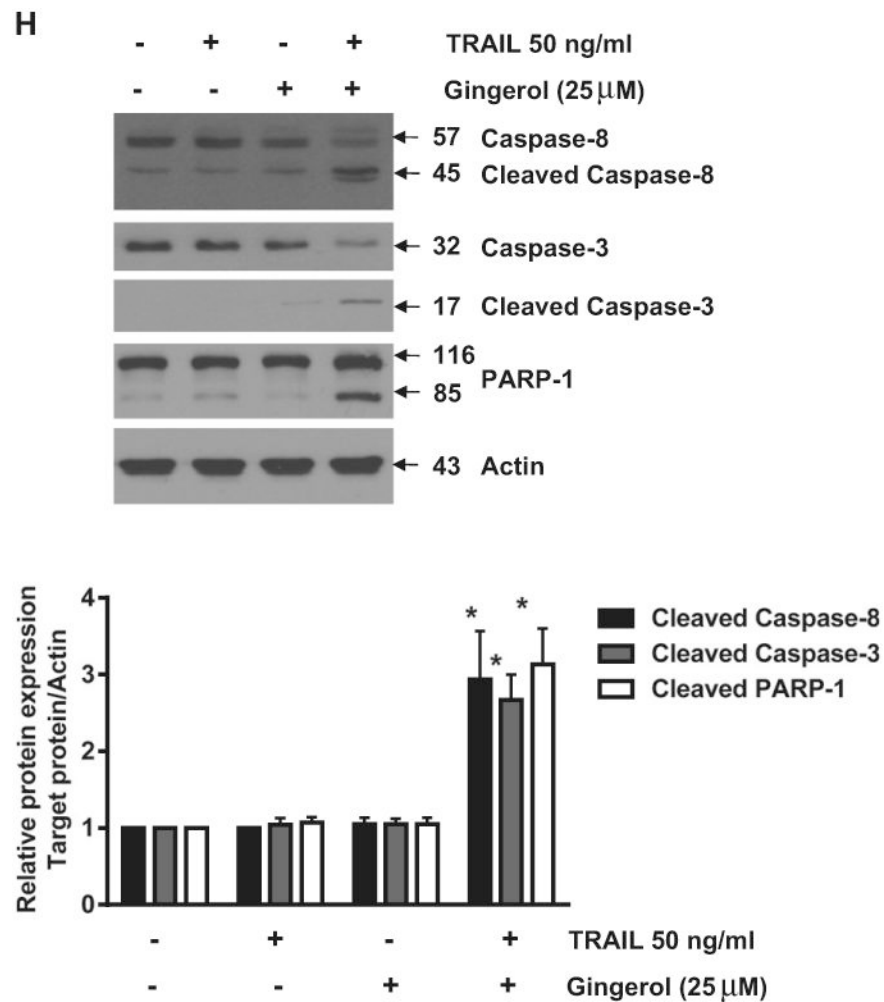 H
- + - + TRAIL 50 ng/ml
- - + + Gingerol (25 μM)
57 Caspase-8
45 Cleaved Caspase-8
32 Caspase-3
17 Cleaved Caspase-3
116
PARP-1
85
43 Actin
Relative protein expression
Target protein/Actin
4
3
2
1
0
* * *
Cleaved Caspase-8
Cleaved Caspase-3
Cleaved PARP-1
- + - + TRAIL 50 ng/ml
- - + + Gingerol (25 μM)